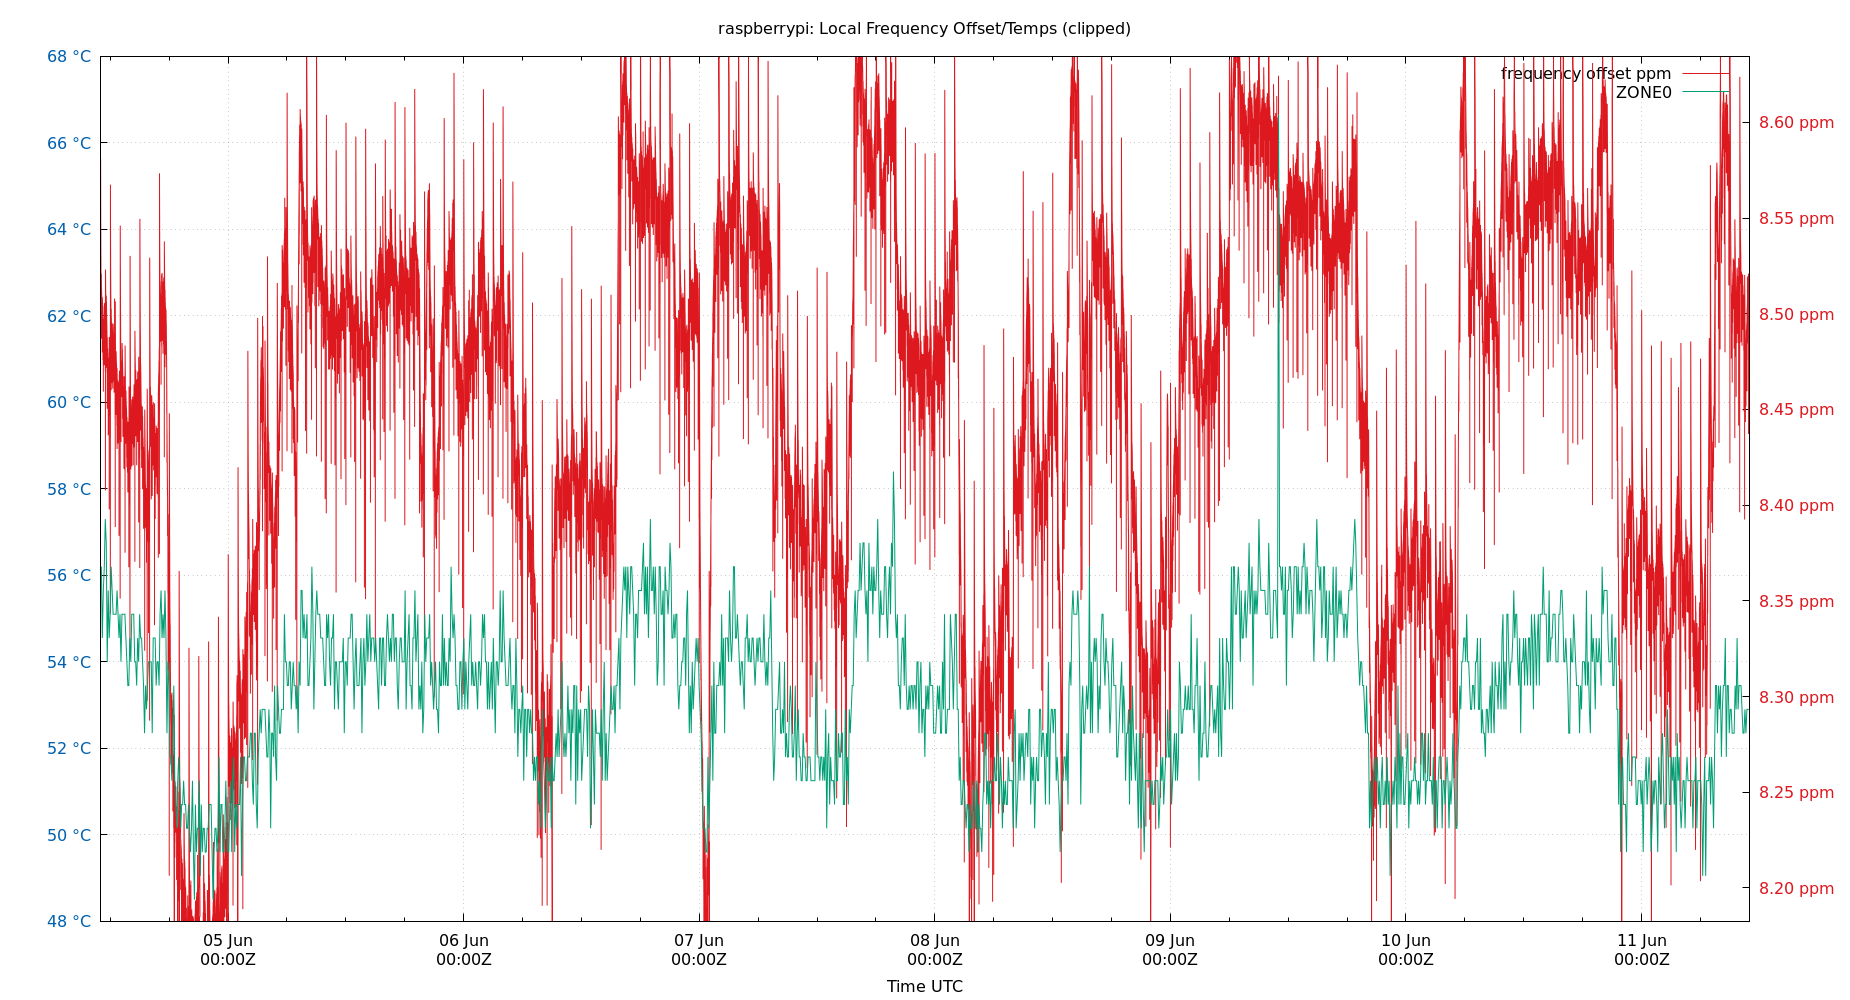 raspberrypi: Local Frequency Offset/Temps (clipped)
68 °C
66 °C
64 °C
62 °C
60 °C
58 °C
56 °C
54 °C
52 °C
50 °C
48 °C
frequency offset ppm
ZONE0
8.60 ppm
8.55 ppm
8.50 ppm
8.45 ppm
8.40 ppm
8.35 ppm
8.30 ppm
8.25 ppm
8.20 ppm
05 Jun
00:00Z
06 Jun
00:00Z
07 Jun
00:00Z
08 Jun
00:00Z
09 Jun
00:00Z
10 Jun
00:00Z
11 Jun
00:00Z
Time UTC